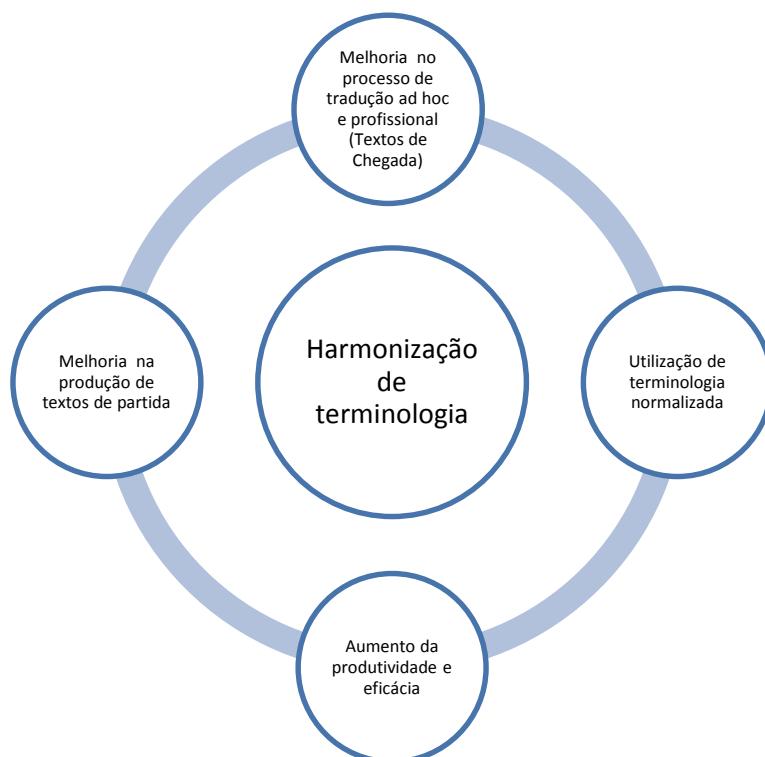 Melhoria no
processo de
tradução ad hoc
e profissional
(Textos de
Chegada)
Harmonização
de
terminologia
Melhoria na
produção de
textos de partida
Utilização de
terminologia
normalizada
Aumento da
produtividade e
eficácia